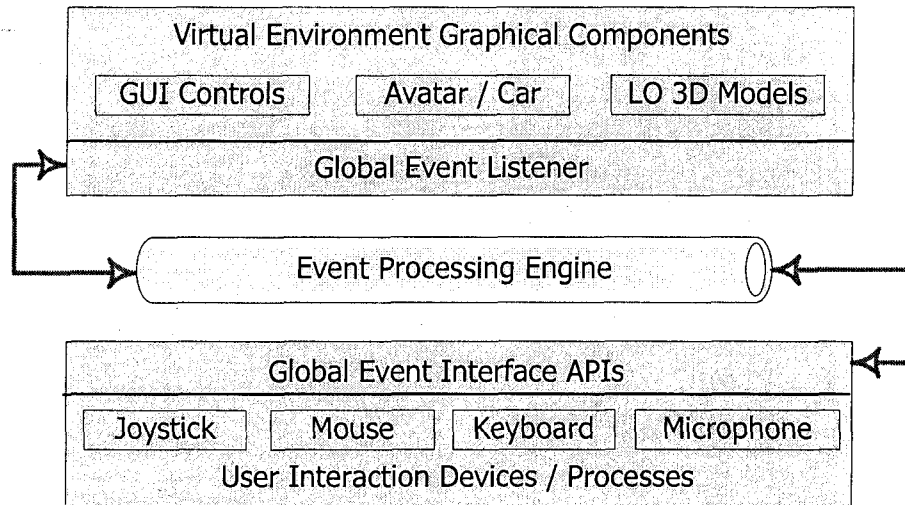 Virtual Environment Graphical Components
GUI Controls Avatar / Car LO 3D Models
Global Event Listener
Event Processing Engine
Global Event Interface APIs
Joystick Mouse Keyboard Microphone
User Interaction Devices / Processes